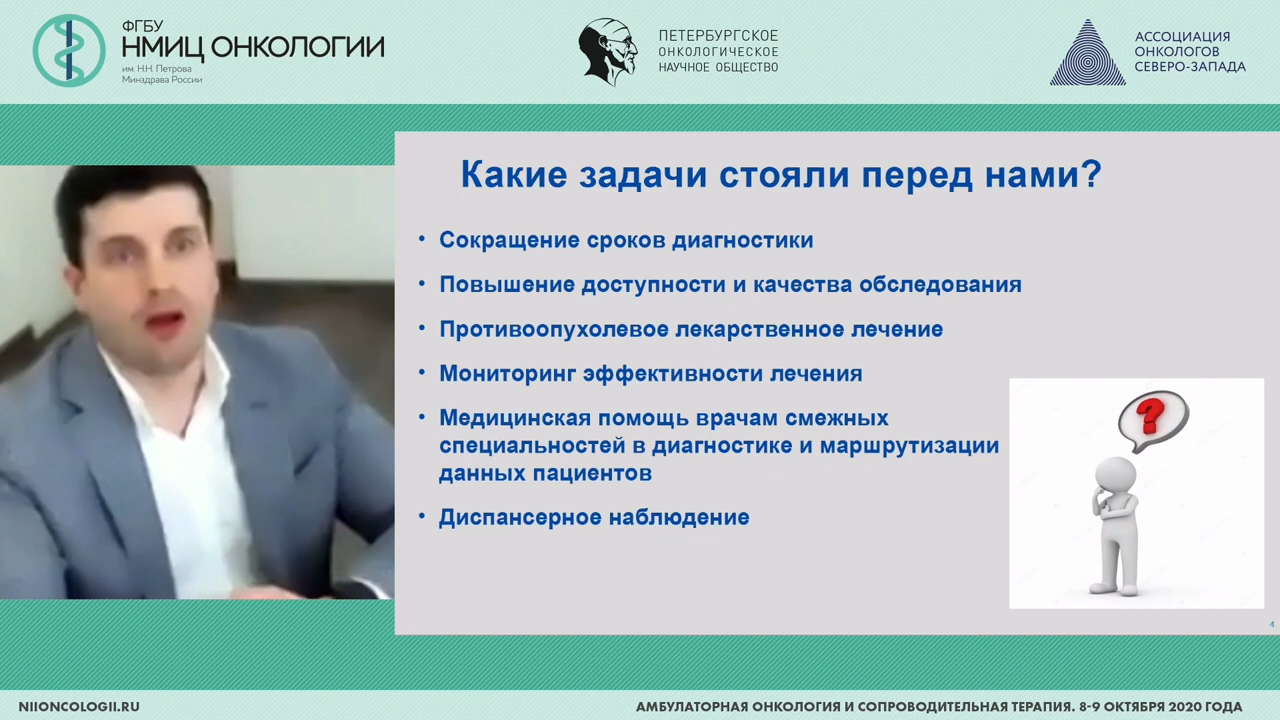 ФГБУ
НМИЦ ОНКОЛОГИИ
им. Н.Н. Петрова
Минздрава России
ПЕТЕРБУРГСКОЕ
ОНКОЛОГИЧЕСКОЕ
НАУЧНОЕ ОБЩЕСТВО
АССОЦИАЦИЯ
ОНКОЛОГОВ
СЕВЕРО-ЗАПАДА
Какие задачи стояли перед нами?
• Сокращение сроков диагностики
• Повышение доступности и качества обследования
• Противоопухолевое лекарственное лечение
• Мониторинг эффективности лечения
• Медицинская помощь врачам смежных
специальностей в диагностике и маршрутизации
данных пациентов
• Диспансерное наблюдение
?
4
NIIONCOLOGII.RU
АМБУЛАТОРНАЯ ОНКОЛОГИЯ И СОПРОВОДИТЕЛЬНАЯ ТЕРАПИЯ. 8-9 ОКТЯБРЯ 2020 ГОДА